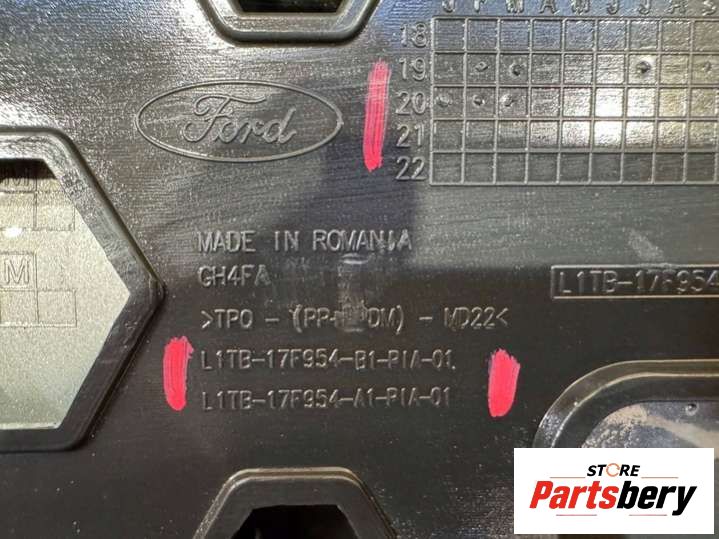 J F M A M J J A S
18
19
20
21
22
Ford
MADE IN ROMANIA
GH4FA
L1TB-17F954
>TPO - (PP+EPDM) - MD22<
L1TB-17F954-B1-PIA-01
L1TB-17F954-A1-PIA-01
M
M
STORE
Partsbery